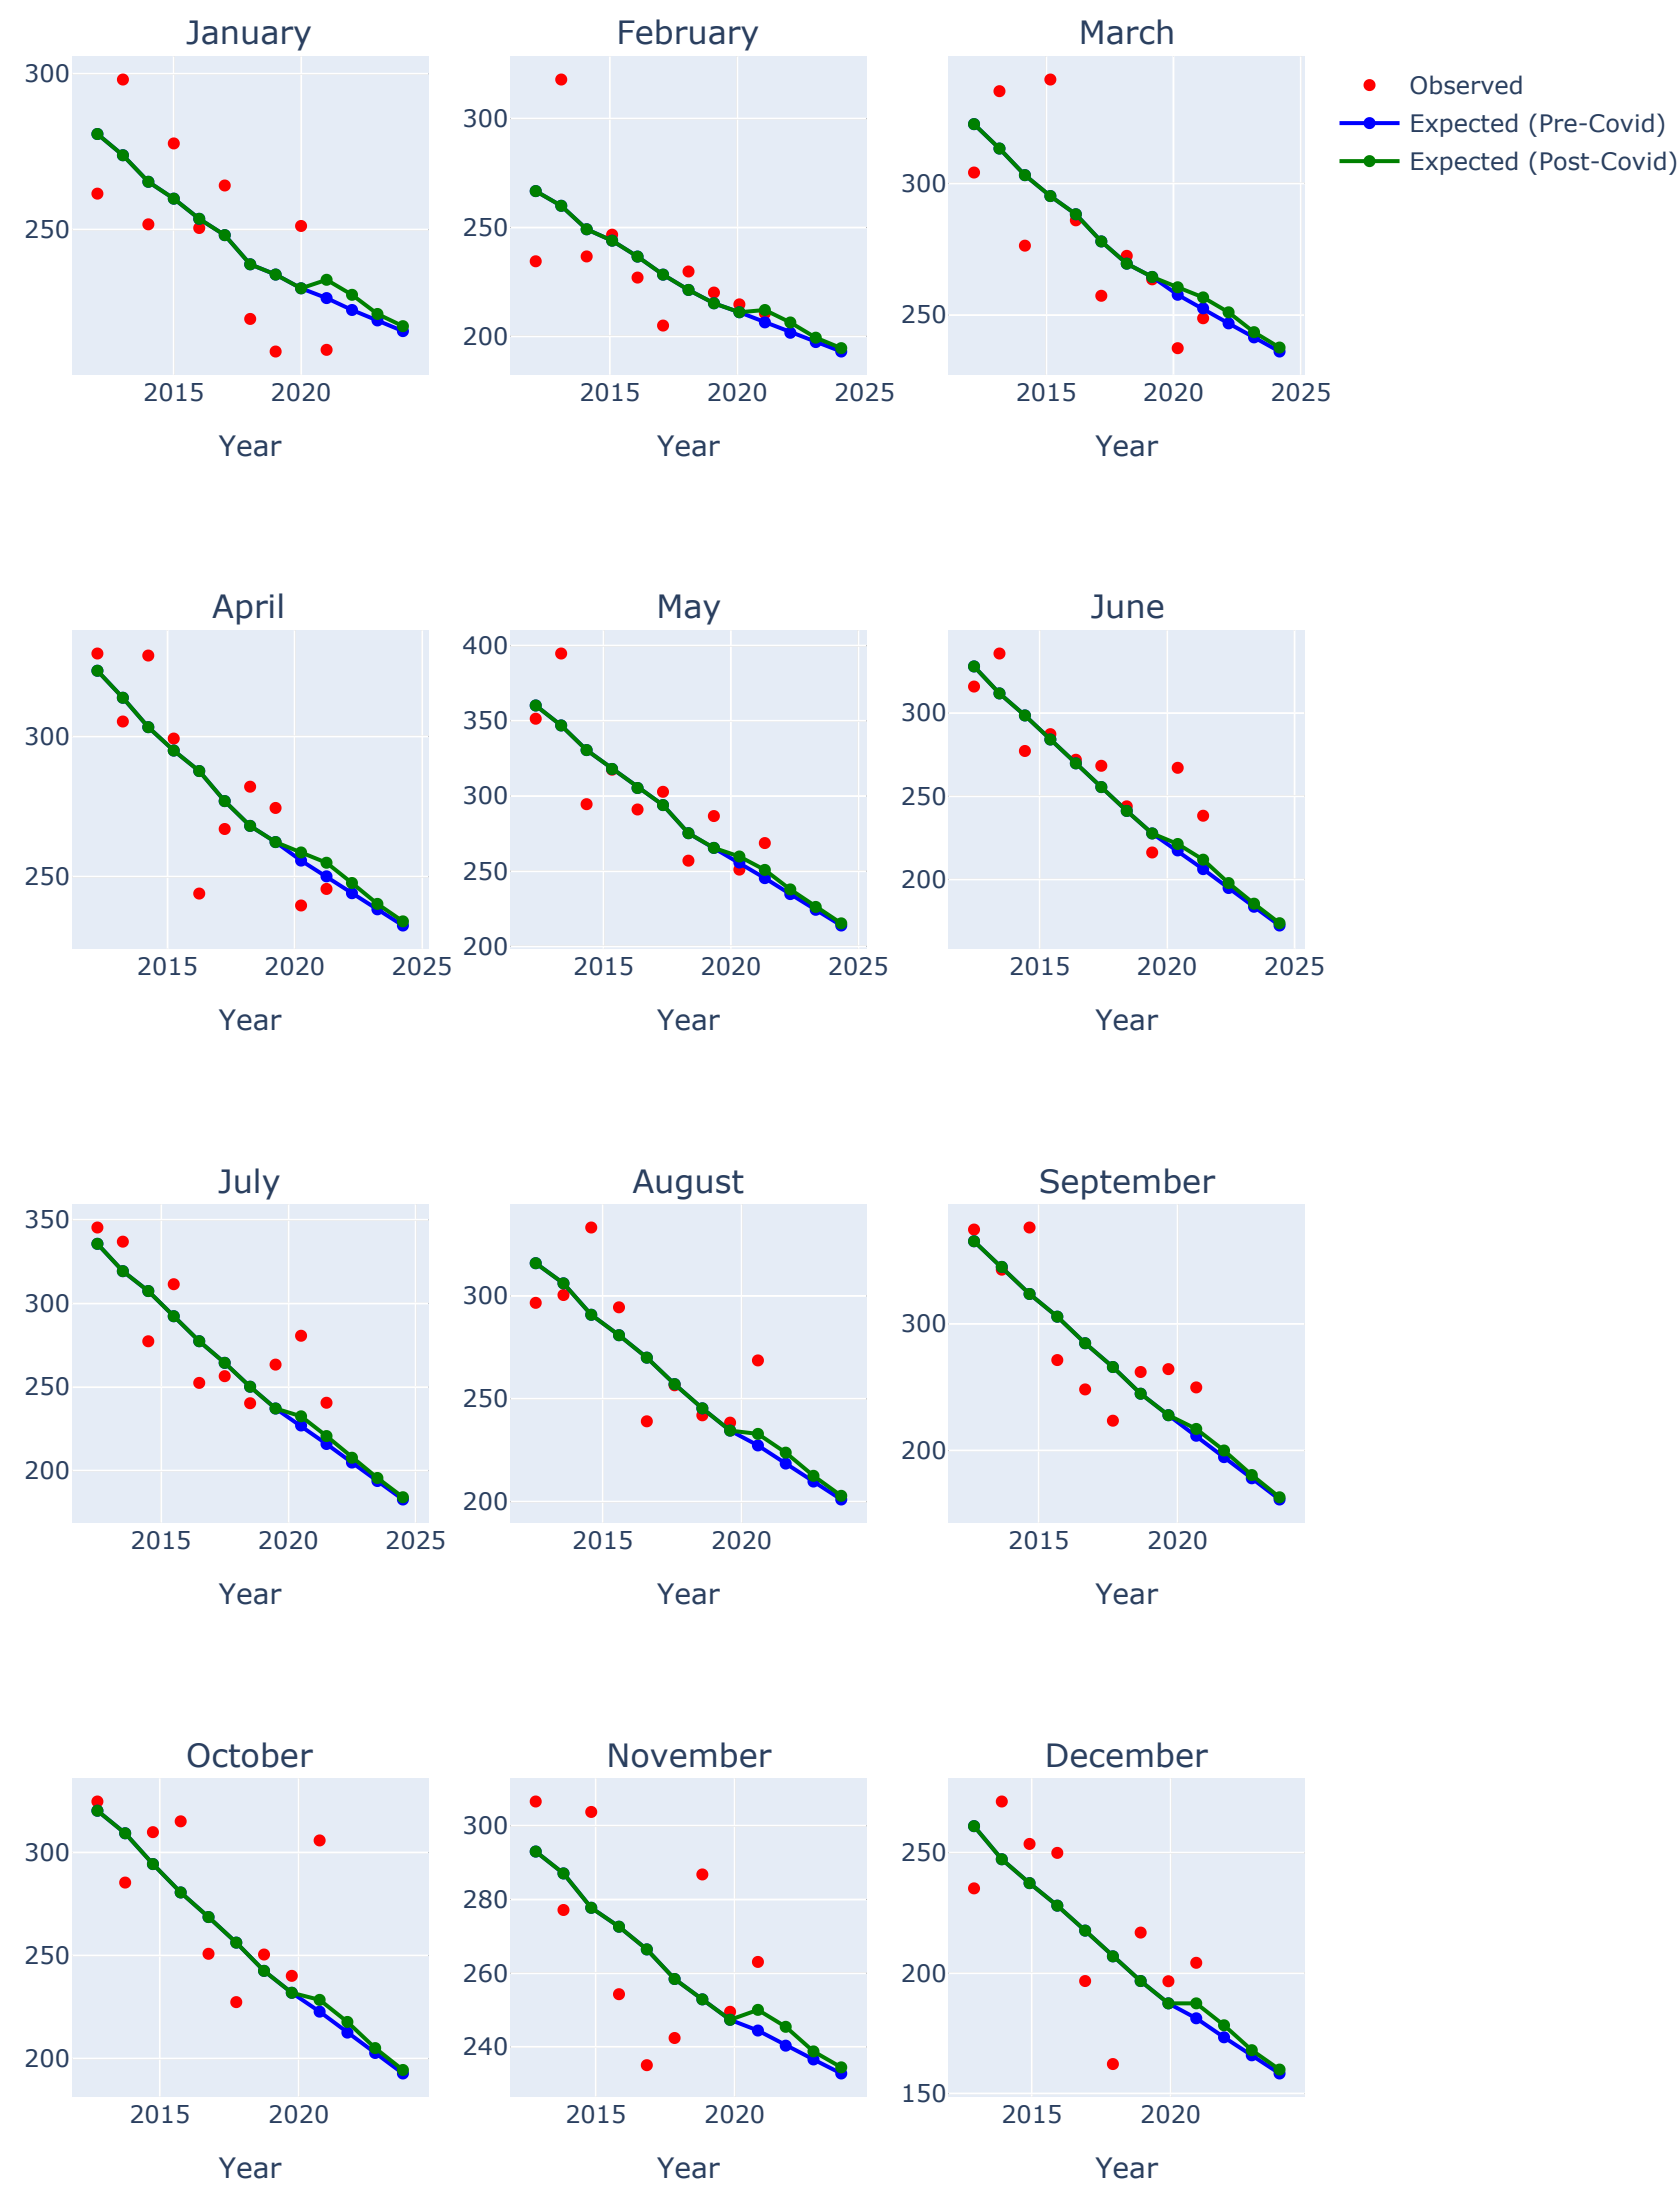 January
February
March
Observed
Expected (Pre-Covid)
Expected (Post-Covid)
300
250
2015
2020
Year
300
250
200
2015
2020
2025
Year
300
250
2015
2020
2025
Year
April
May
June
300
250
2015
2020
2025
Year
400
350
300
250
200
2015
2020
2025
Year
300
250
200
2015
2020
2025
Year
July
August
September
350
300
250
200
2015
2020
2025
Year
300
250
200
2015
2020
Year
300
200
2015
2020
Year
October
November
December
300
250
200
2015
2020
Year
300
280
260
240
2015
2020
Year
250
200
150
2015
2020
Year